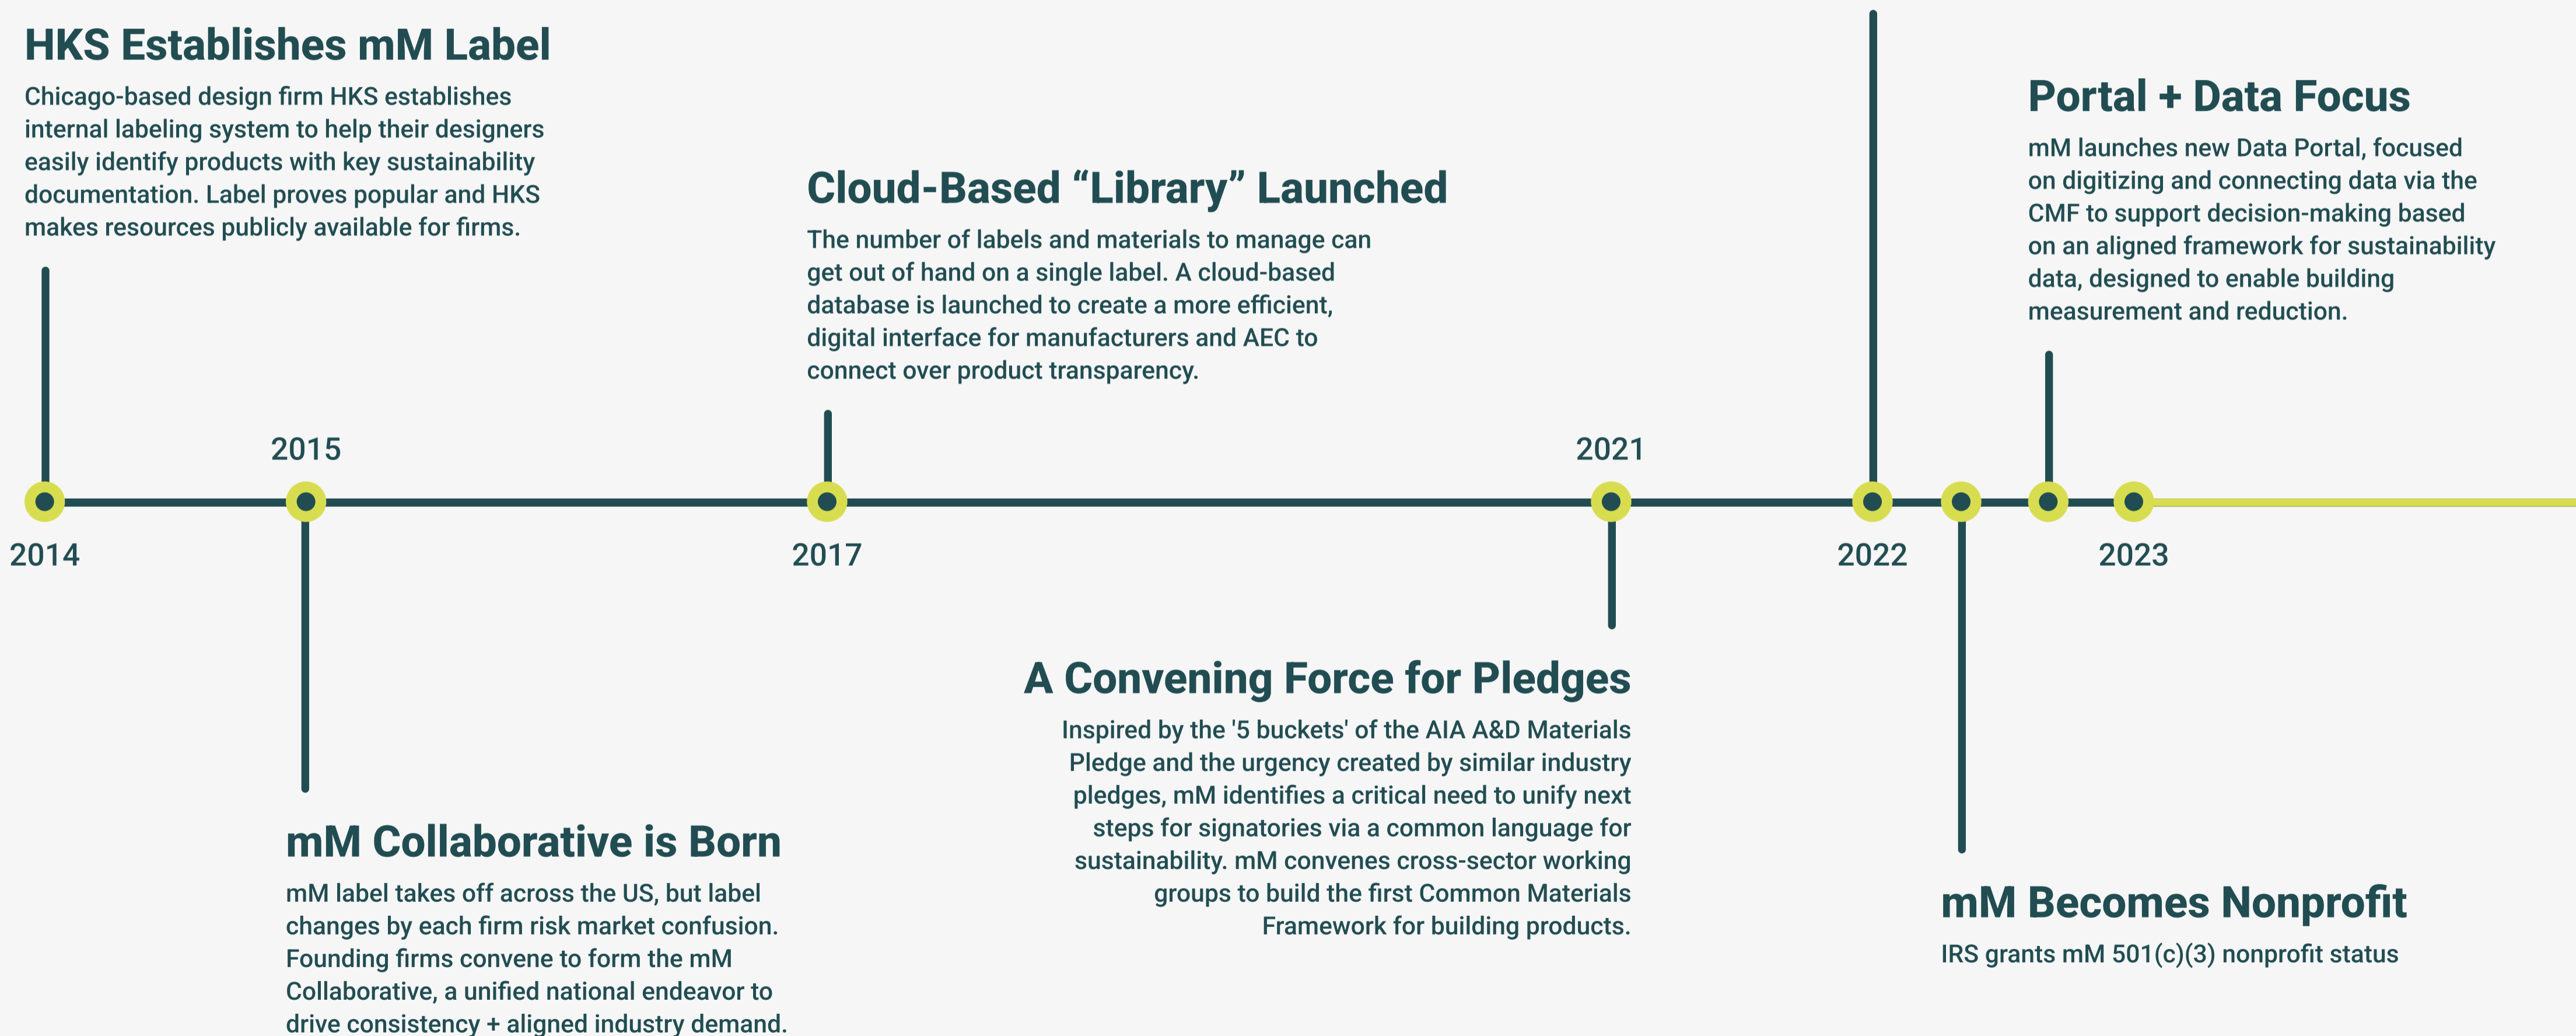 HKS Establishes mM Label
Chicago-based design firm HKS establishes
internal labeling system to help their designers
easily identify products with key sustainability
documentation. Label proves popular and HKS
makes resources publicly available for firms.
2014
2015
mM Collaborative is Born
mM label takes off across the US, but label
changes by each firm risk market confusion.
Founding firms convene to form the mM
Collaborative, a unified national endeavor to
drive consistency + aligned industry demand.
Cloud-Based “Library” Launched
The number of labels and materials to manage can
get out of hand on a single label. A cloud-based
database is launched to create a more efficient,
digital interface for manufacturers and AEC to
connect over product transparency.
2017
2021
A Convening Force for Pledges
Inspired by the '5 buckets' of the AIA A&D Materials
Pledge and the urgency created by similar industry
pledges, mM identifies a critical need to unify next
steps for signatories via a common language for
sustainability. mM convenes cross-sector working
groups to build the first Common Materials
Framework for building products.
2022
mM Becomes Nonprofit
IRS grants mM 501(c)(3) nonprofit status
Portal + Data Focus
mM launches new Data Portal, focused
on digitizing and connecting data via the
CMF to support decision-making based
on an aligned framework for sustainability
data, designed to enable building
measurement and reduction.
2023